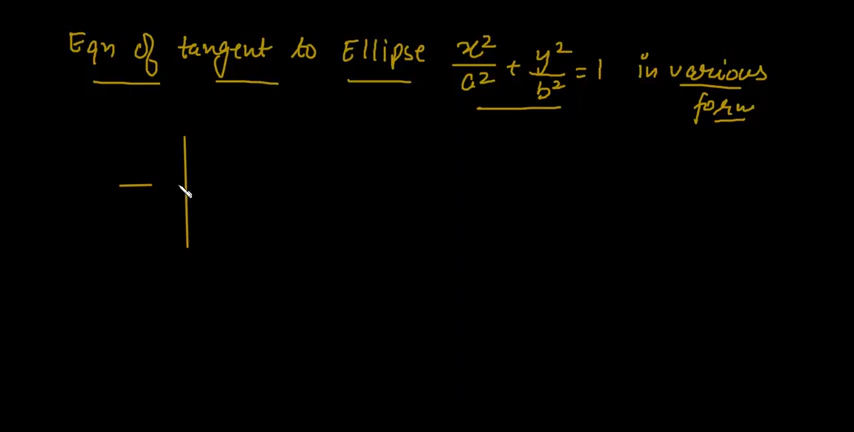 Eqn of tangent to Ellipse x²/a² + y²/b² = 1 in various
form